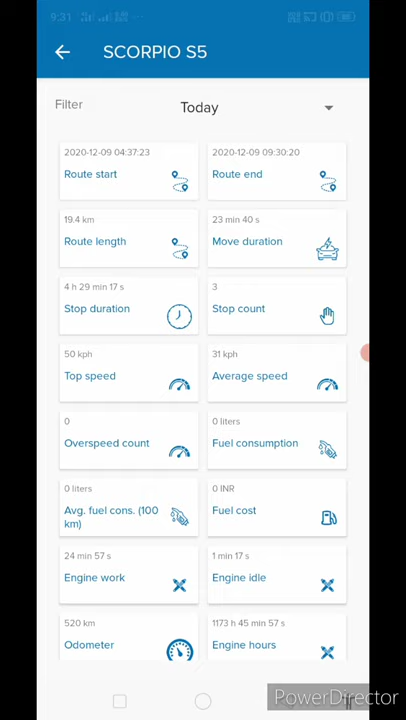 9:31
SCORPIO S5
Filter
Today
2020-12-09 04:37:23
Route start
2020-12-09 09:30:20
Route end
19.4 km
Route length
23 min 40 s
Move duration
4 h 29 min 17 s
Stop duration
3
Stop count
50 kph
Top speed
31 kph
Average speed
0
Overspeed count
0 liters
Fuel consumption
0 liters
Avg. fuel cons. (100
km)
0 INR
Fuel cost
24 min 57 s
Engine work
1 min 17 s
Engine idle
520 km
Odometer
1173 h 45 min 57 s
Engine hours
PowerDirector